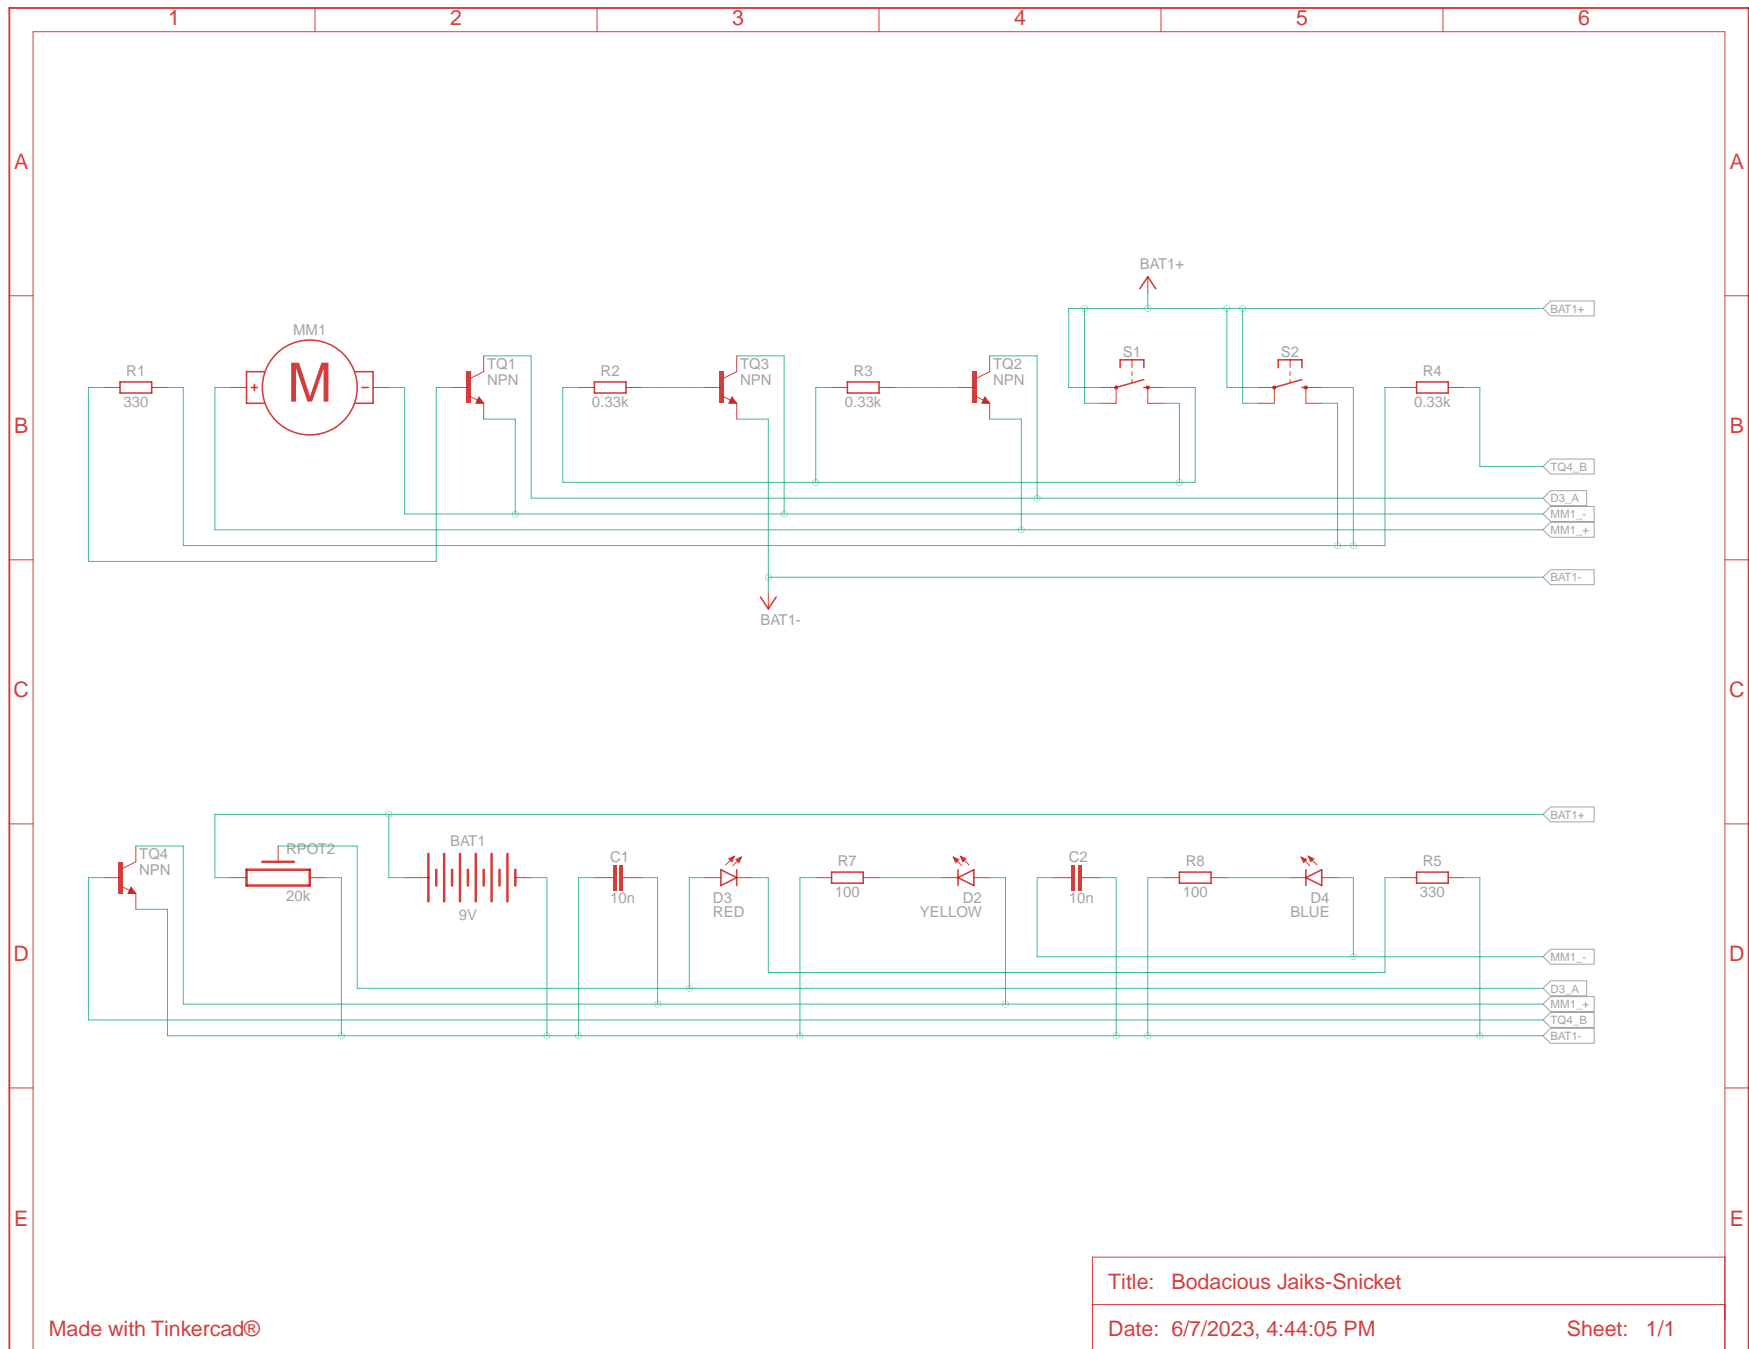 1 2 3 4 5 6
A A
BAT1+
BAT1+
MM1
M
+ -
R1
330
TQ1
NPN
R2
0.33k
TQ3
NPN
R3
0.33k
TQ2
NPN
S1
S2
R4
0.33k
B B
TQ4_B
D3_A
MM1_-
MM1_+
BAT1-
BAT1-
C C
BAT1+
TQ4
NPN
RPOT2
20k
BAT1
9V
C1
10n
D3
RED
R7
100
D2
YELLOW
C2
10n
R8
100
D4
BLUE
R5
330
D D
MM1_-
D3_A
MM1_+
TQ4_B
BAT1-
E E
Title: Bodacious Jaiks-Snicket
Made with Tinkercad®
Date: 6/7/2023, 4:44:05 PM Sheet: 1/1